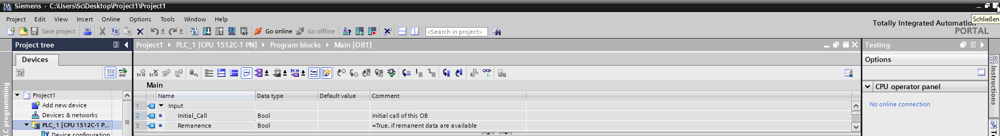 TIA V16 Siemens - C:\Users\Sc\Desktop\Project1\Project1
Project Edit View Insert Online Options Tools Window Help
Schließen
Totally Integrated Automation
PORTAL
Save project Go online Go offline <Search in project>
Project tree
Project1 PLC_1 [CPU 1512C-1 PN] Program blocks Main [OB1]
Testing
Devices
Options
Main
CPU operator panel
Name Data type Default value Comment
Project1
1 Input
No online connection
Add new device
2 Initial_Call Bool Initial call of this OB
Devices & networks
3 Remanence Bool =True, if remanent data are available
PLC_1 [CPU 1512C-1 P...
Device configuration
PLC programming
Instructions